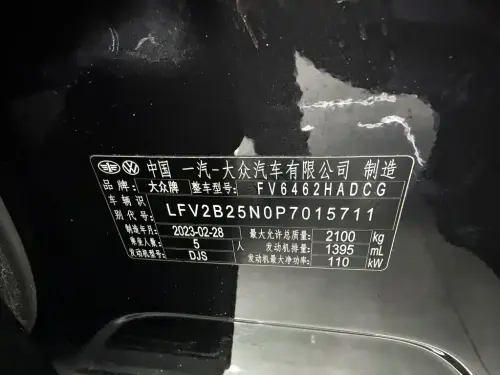 中国 一汽-大众汽车有限公司 制造
品牌: 大众牌 整车型号: FV6462HADCG
车辆识别代号: LFV2B25N0P7015711
制造年月: 2023-02-28 最大允许总质量: 2100 kg
乘坐人数: 5 人 发动机排量: 1395 mL
发动机型号: DJS 发动机最大净功率: 110 kW